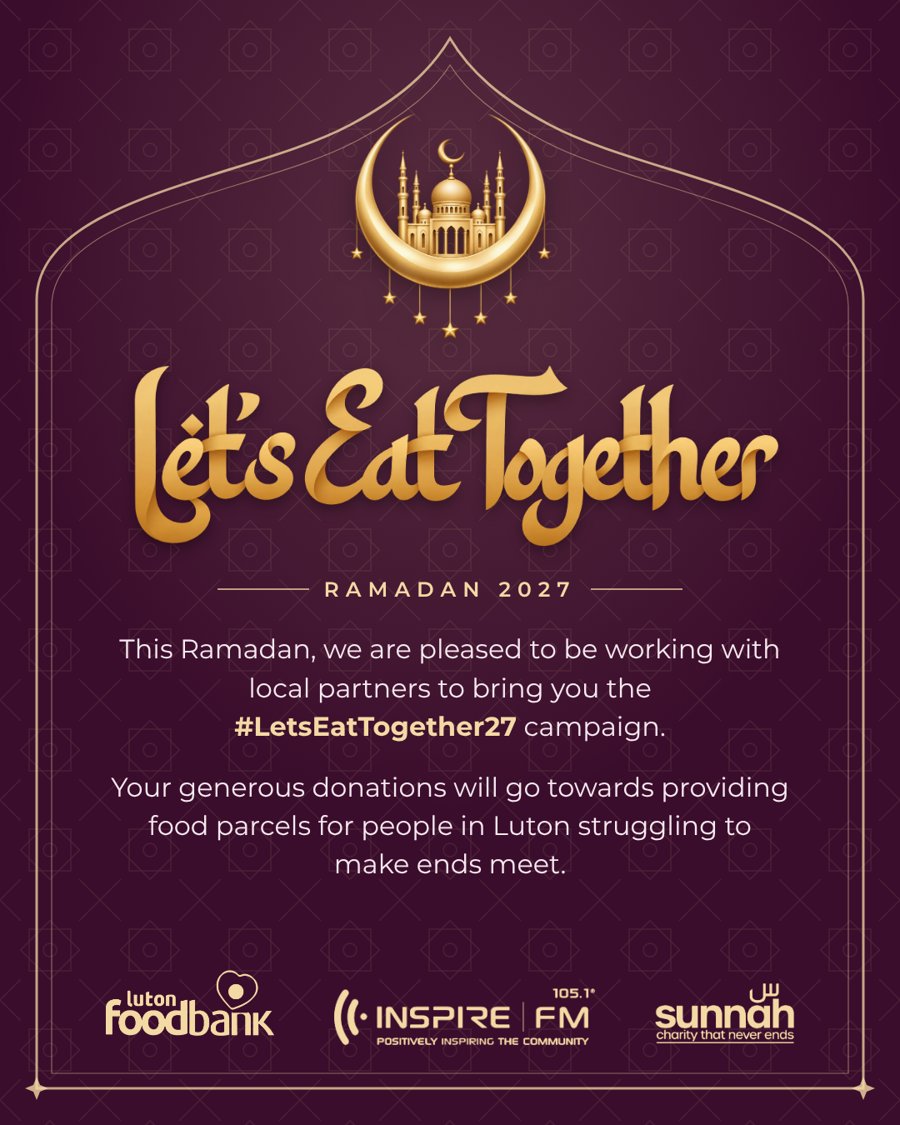 Let's Eat Together
RAMADAN 2027
This Ramadan, we are pleased to be working with
local partners to bring you the
#LetsEatTogether27 campaign.
Your generous donations will go towards providing
food parcels for people in Luton struggling to
make ends meet.
luton
foodbank
105.1®
INSPIRE | FM
POSITIVELY INSPIRING THE COMMUNITY
س
sunnah
charity that never ends